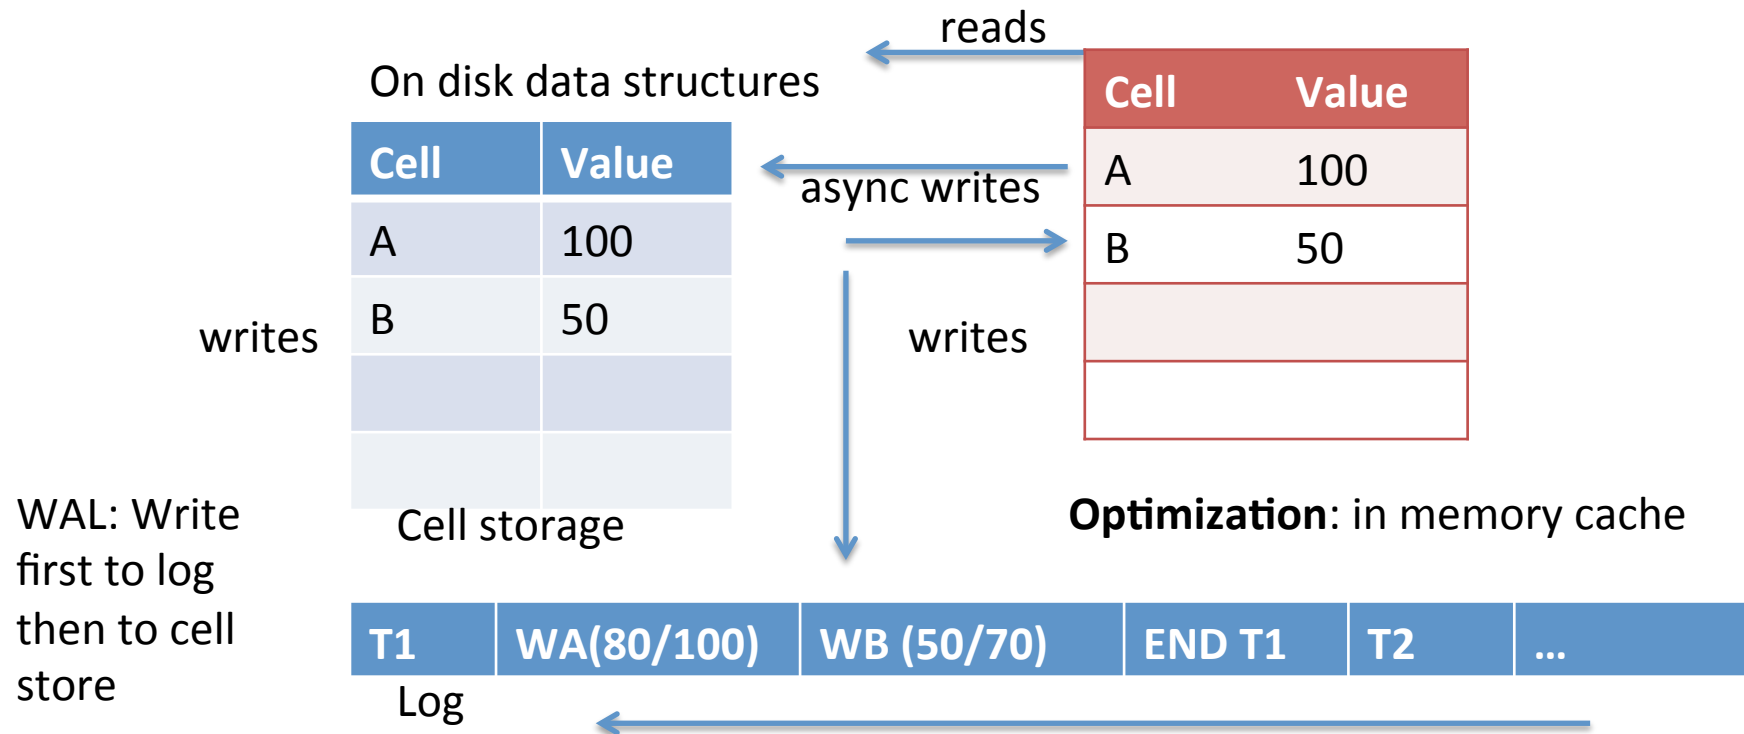 reads
On disk data structures
Cell Value
A 100
B 50
Cell Value
A 100
B 50
async writes
writes
writes
Cell storage
Optimization: in memory cache
WAL: Write
first to log
then to cell
store
T1 WA(80/100) WB (50/70) END T1 T2 ...
Log